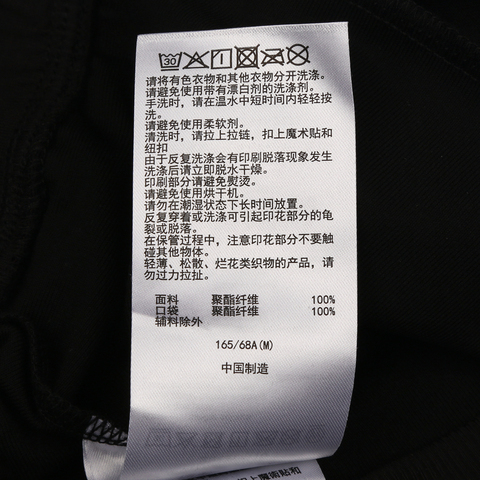 30
请将有色衣物和其他衣物分开洗涤。
请避免使用带有漂白剂的洗涤剂。
手洗时，请在温水中短时间内轻轻按
洗。
请避免使用柔软剂。
清洗时，请拉上拉链，扣上魔术贴和
纽扣
由于反复洗涤会有印刷脱落现象发生
洗涤后请立即脱水干燥。
印刷部分请避免熨烫。
请避免使用烘干机。
请勿在潮湿状态下长时间放置。
反复穿着或洗涤可引起印花部分的龟
裂或脱落。
在保管过程中，注意印花部分不要触
碰其他物体。
轻薄、松散、烂花类织物的产品，请
勿过力拉扯。
面料 聚酯纤维 100%
口袋 聚酯纤维 100%
辅料除外
165/68A(M)
中国制造
扣上魔術貼和